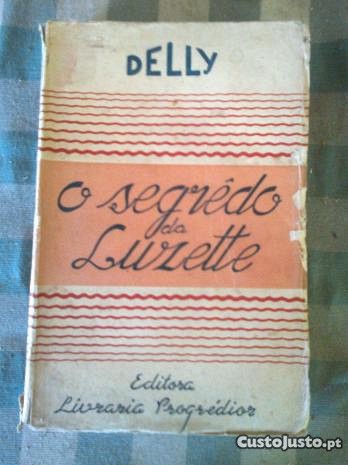 DELLY
O segrêdo
da
Luzette
Editora
Livraria Progrédior
CustoJusto.pt